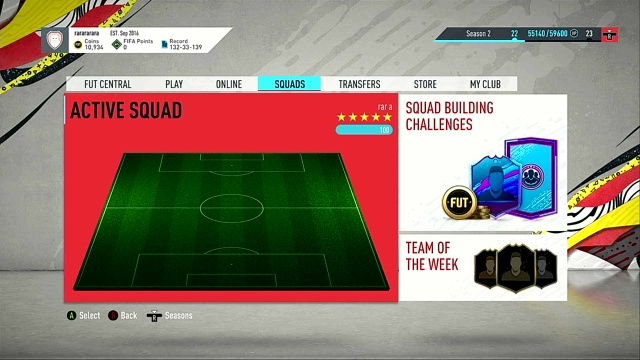 rarararara EST. Sep 2016
Coins 10,934
FIFA Points 0
Record 132-33-139
Season 2 22 55140/59600 23
FUT CENTRAL PLAY ONLINE SQUADS TRANSFERS STORE MY CLUB
ACTIVE SQUAD
rar a
100
SQUAD BUILDING
CHALLENGES
FUT
TEAM OF
THE WEEK
A Select Back R Seasons